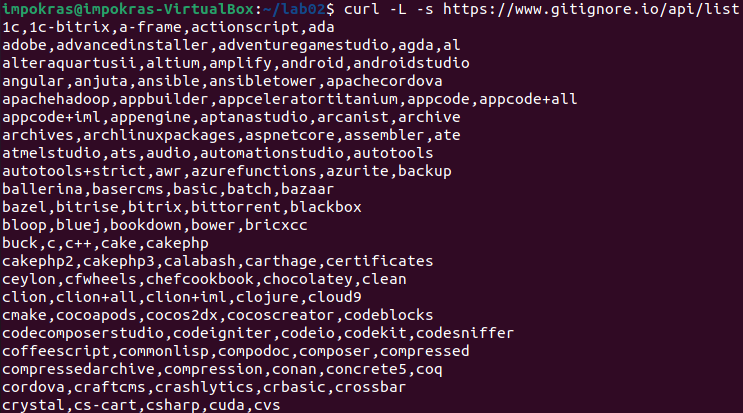 impokras@impokras-VirtualBox:~/lab02$ curl -L -s https://www.gitignore.io/api/list
1c,1c-bitrix,a-frame,actionscript,ada
adobe,advancedinstaller,adventuregamestudio,agda,al
alteraquartusii,altium,amplify,android,androidstudio
angular,anjuta,ansible,ansibletower,apachecordova
apachehadoop,appbuilder,appceleratortitanium,appcode,appcode+all
appcode+iml,appengine,aptanastudio,arcanist,archive
archives,archlinuxpackages,aspnetcore,assembler,ate
atmelstudio,ats,audio,automationstudio,autotools
autotools+strict,awr,azurefunctions,azurite,backup
ballerina,basercms,basic,batch,bazaar
bazel,bitrise,bitrix,bittorrent,blackbox
bloop,bluej,bookdown,bower,bricxcc
buck,c,c++,cake,cakephp
cakephp2,cakephp3,calabash,carthage,certificates
ceylon,cfwheels,chefcookbook,chocolatey,clean
clion,clion+all,clion+iml,clojure,cloud9
cmake,cocoapods,cocos2dx,cocoscreator,codeblocks
codecomposerstudio,codeigniter,codeio,codekit,codesniffer
coffeescript,commonlisp,compodoc,composer,compressed
compressedarchive,compression,conan,concrete5,coq
cordova,craftcms,crashlytics,crbasic,crossbar
crystal,cs-cart,csharp,cuda,cvs